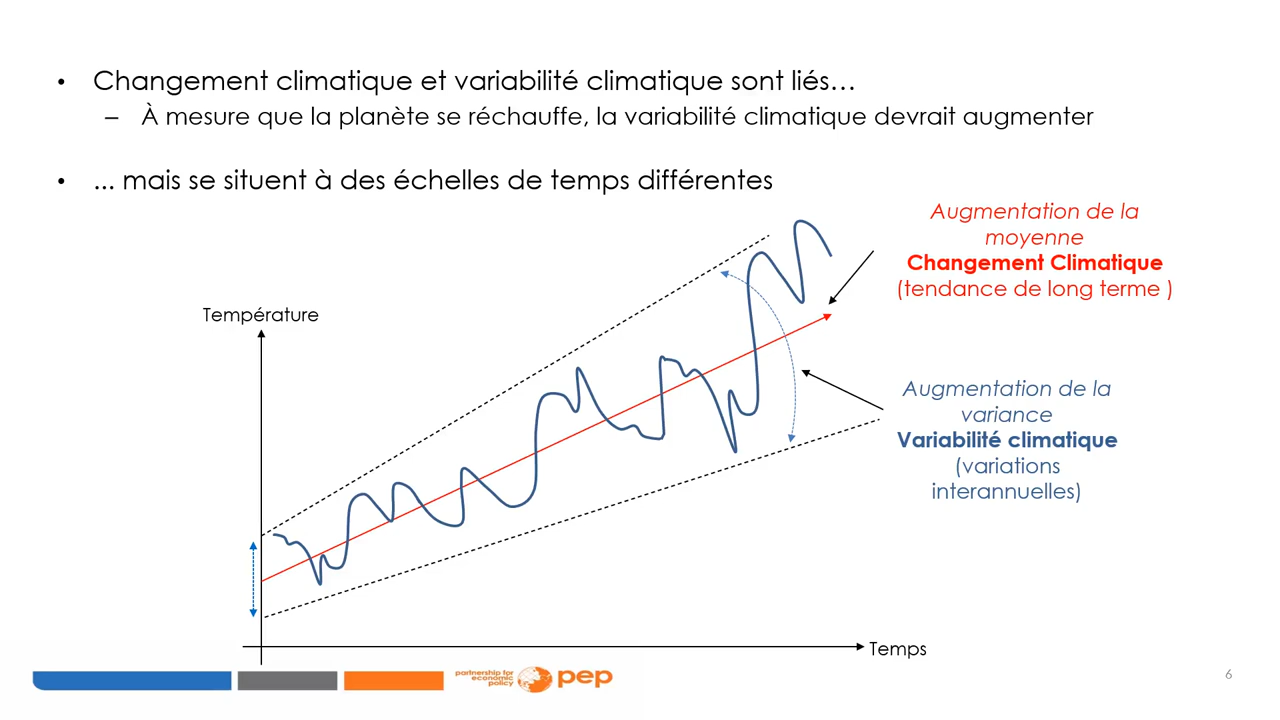 • Changement climatique et variabilité climatique sont liés…
– À mesure que la planète se réchauffe, la variabilité climatique devrait augmenter
• ... mais se situent à des échelles de temps différentes
Augmentation de la
moyenne
Changement Climatique
(tendance de long terme )
Température
Augmentation de la
variance
Variabilité climatique
(variations
interannuelles)
Temps
partnership for
economic
policy
pep
6